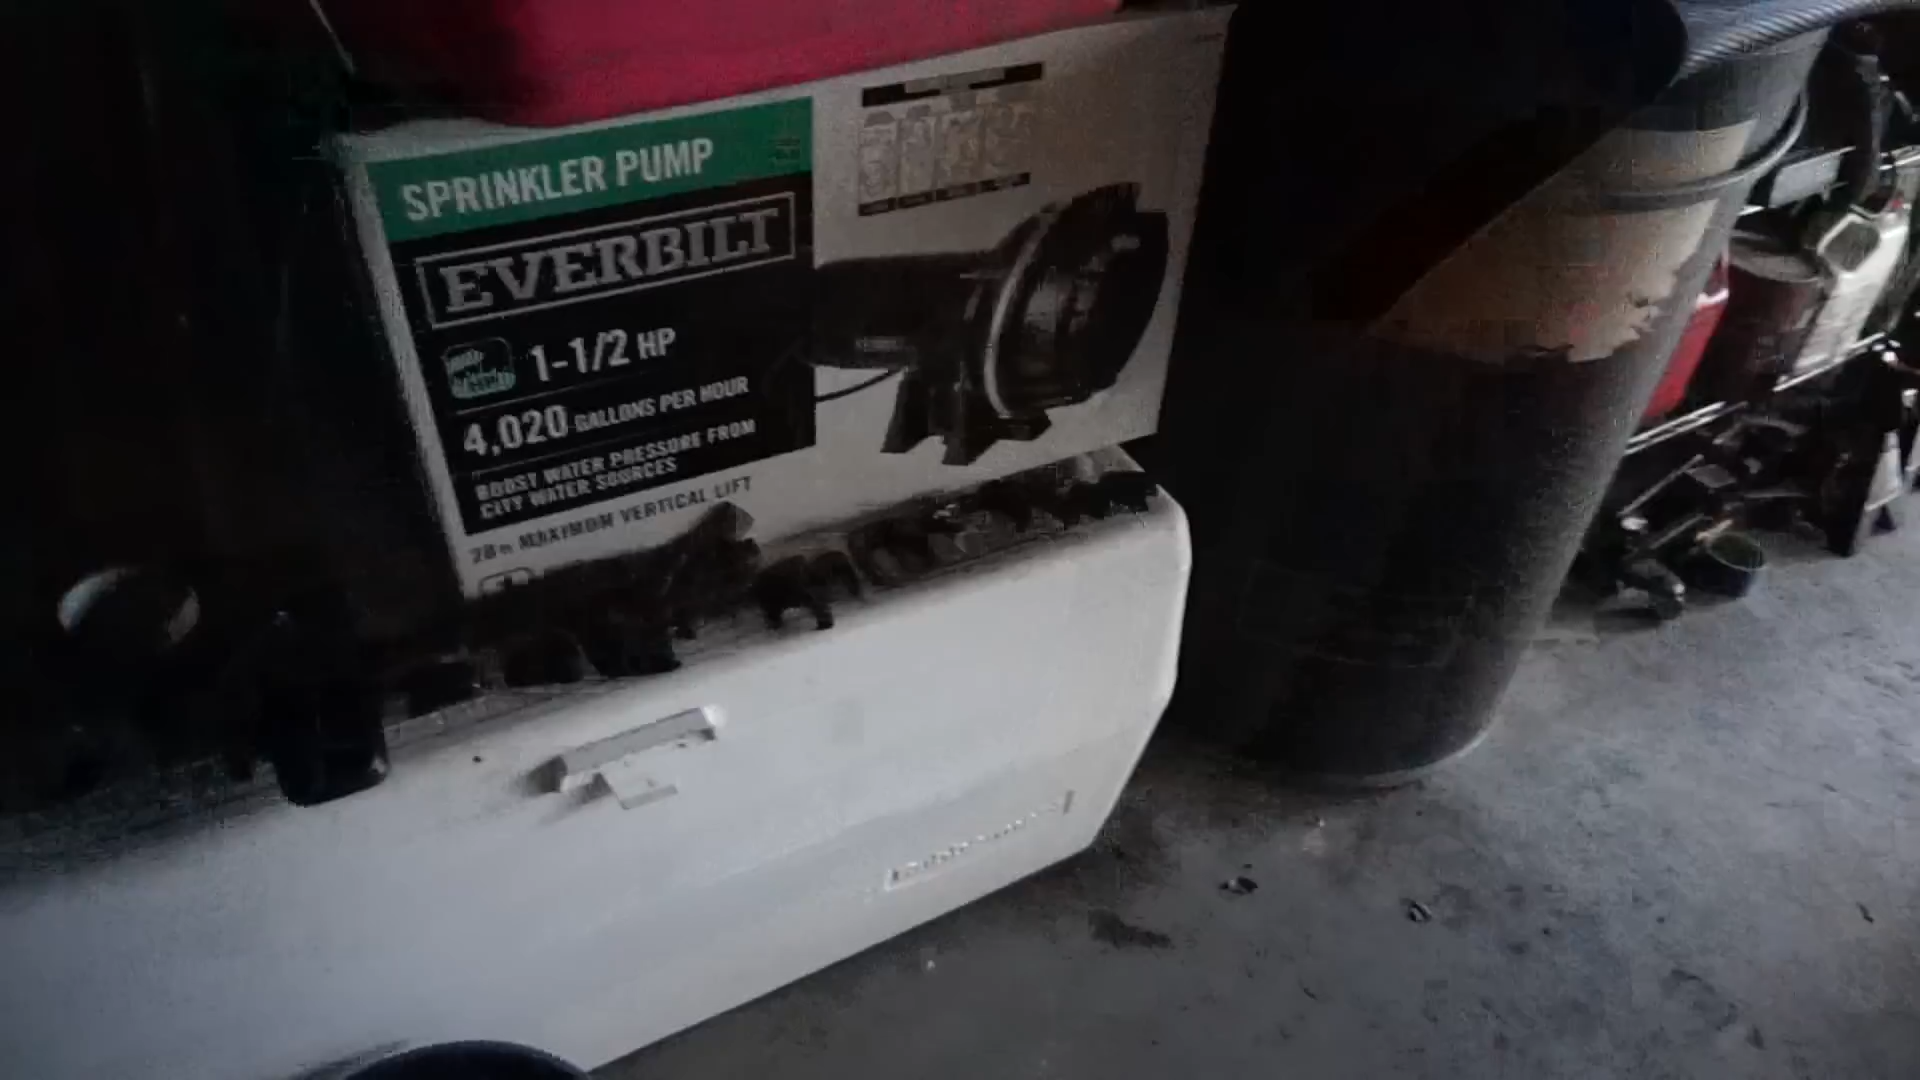 SPRINKLER PUMP
EVERBILT
1-1/2 HP
4,020 GALLONS PER HOUR
BOOST WATER PRESSURE FROM
CITY WATER SOURCES
MAXIMUM VERTICAL LIFT